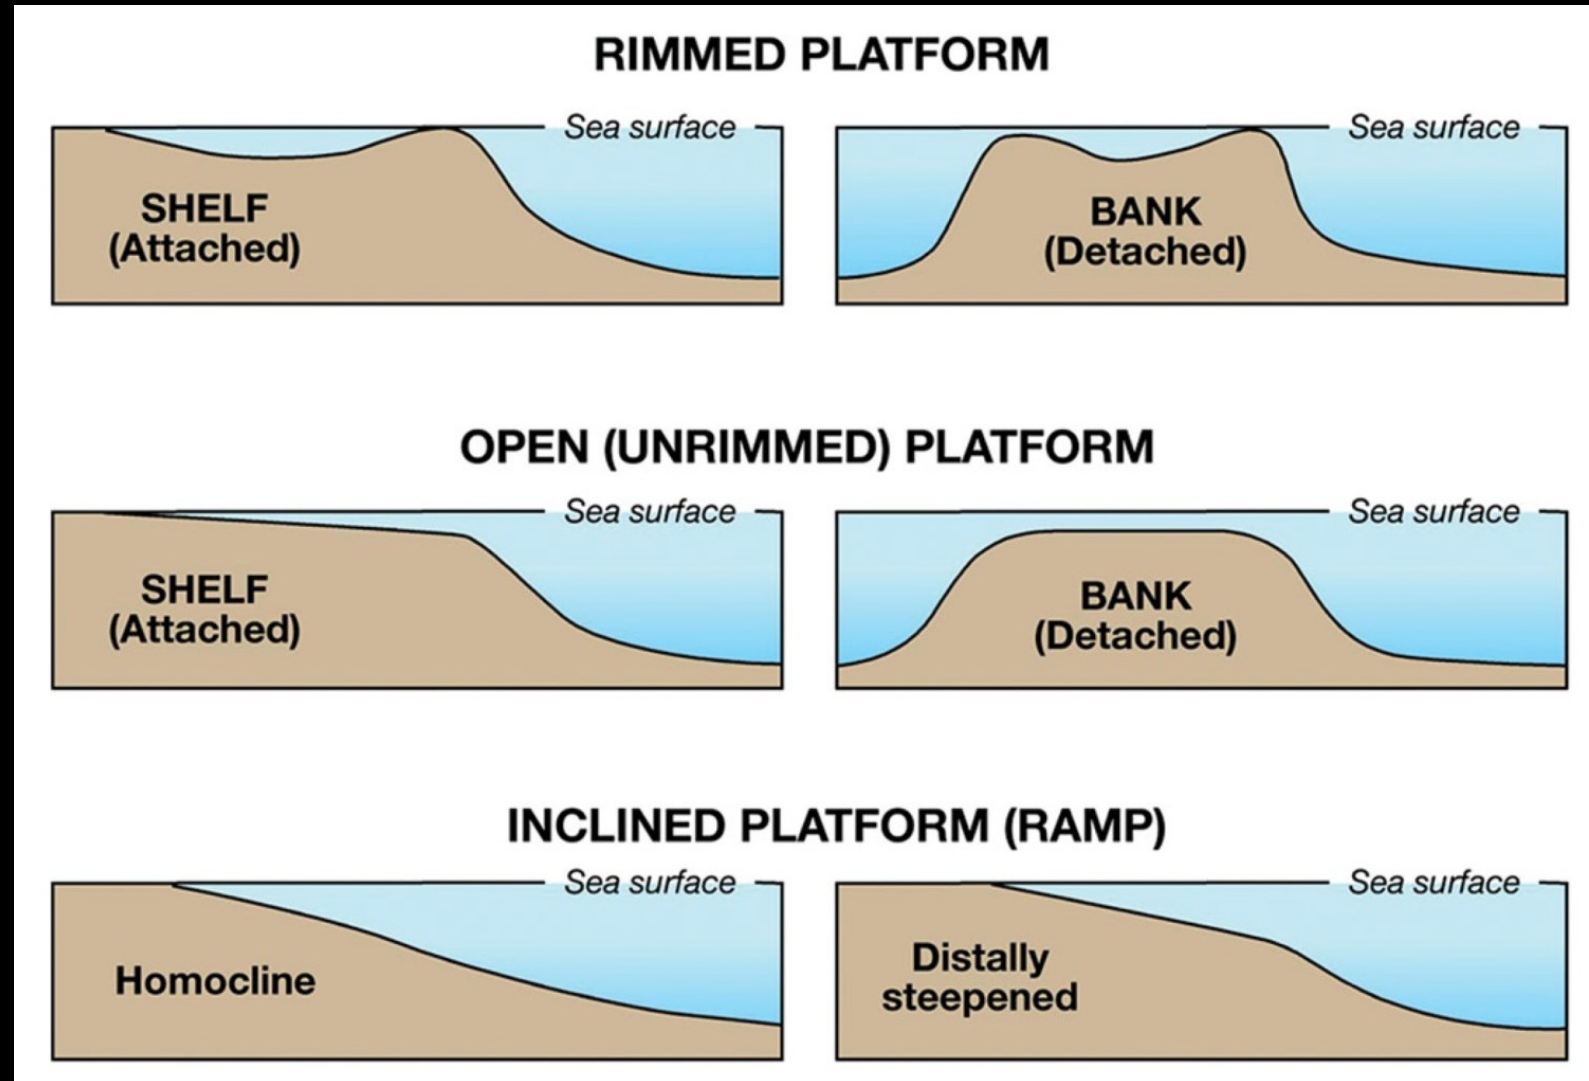 RIMMED PLATFORM
Sea surface
SHELF
(Attached)
Sea surface
BANK
(Detached)
OPEN (UNRIMMED) PLATFORM
Sea surface
SHELF
(Attached)
Sea surface
BANK
(Detached)
INCLINED PLATFORM (RAMP)
Sea surface
Homocline
Sea surface
Distally
steepened